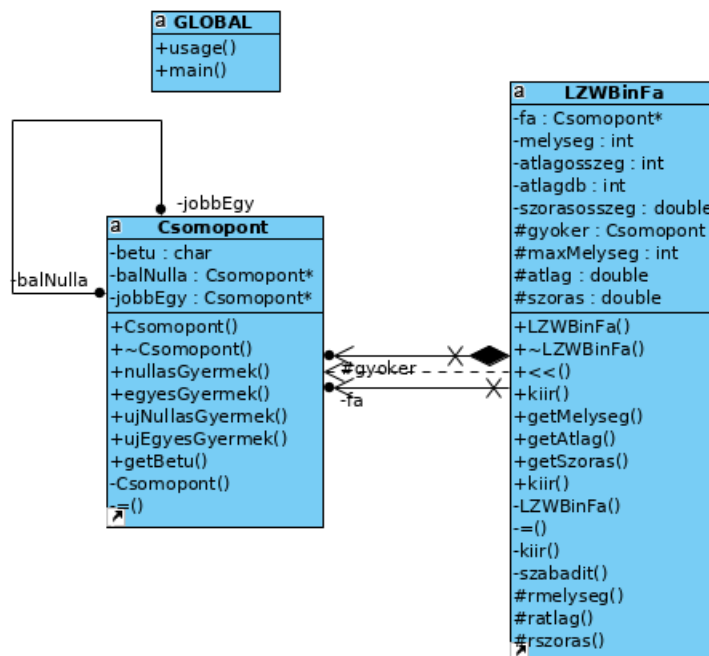 a GLOBAL
+usage()
+main()
-jobbEgy
-balNulla
a Csomopont
-betu : char
-balNulla : Csomopont*
-jobbEgy : Csomopont*
+Csomopont()
+~Csomopont()
+nullasGyermek()
+egyesGyermek()
+ujNullasGyermek()
+ujEgyesGyermek()
+getBetu()
-Csomopont()
-=()
#gyoker
-fa
a LZWBinFa
-fa : Csomopont*
-melyseg : int
-atlagosszeg : int
-atlagdb : int
-szorasosszeg : double
#gyoker : Csomopont
#maxMelyseg : int
#atlag : double
#szoras : double
+LZWBinFa()
+~LZWBinFa()
+<<()
+kiir()
+getMelyseg()
+getAtlag()
+getSzoras()
+kiir()
-LZWBinFa()
-=()
-kiir()
-szabadit()
#rmelyseg()
#ratlag()
#rszoras()